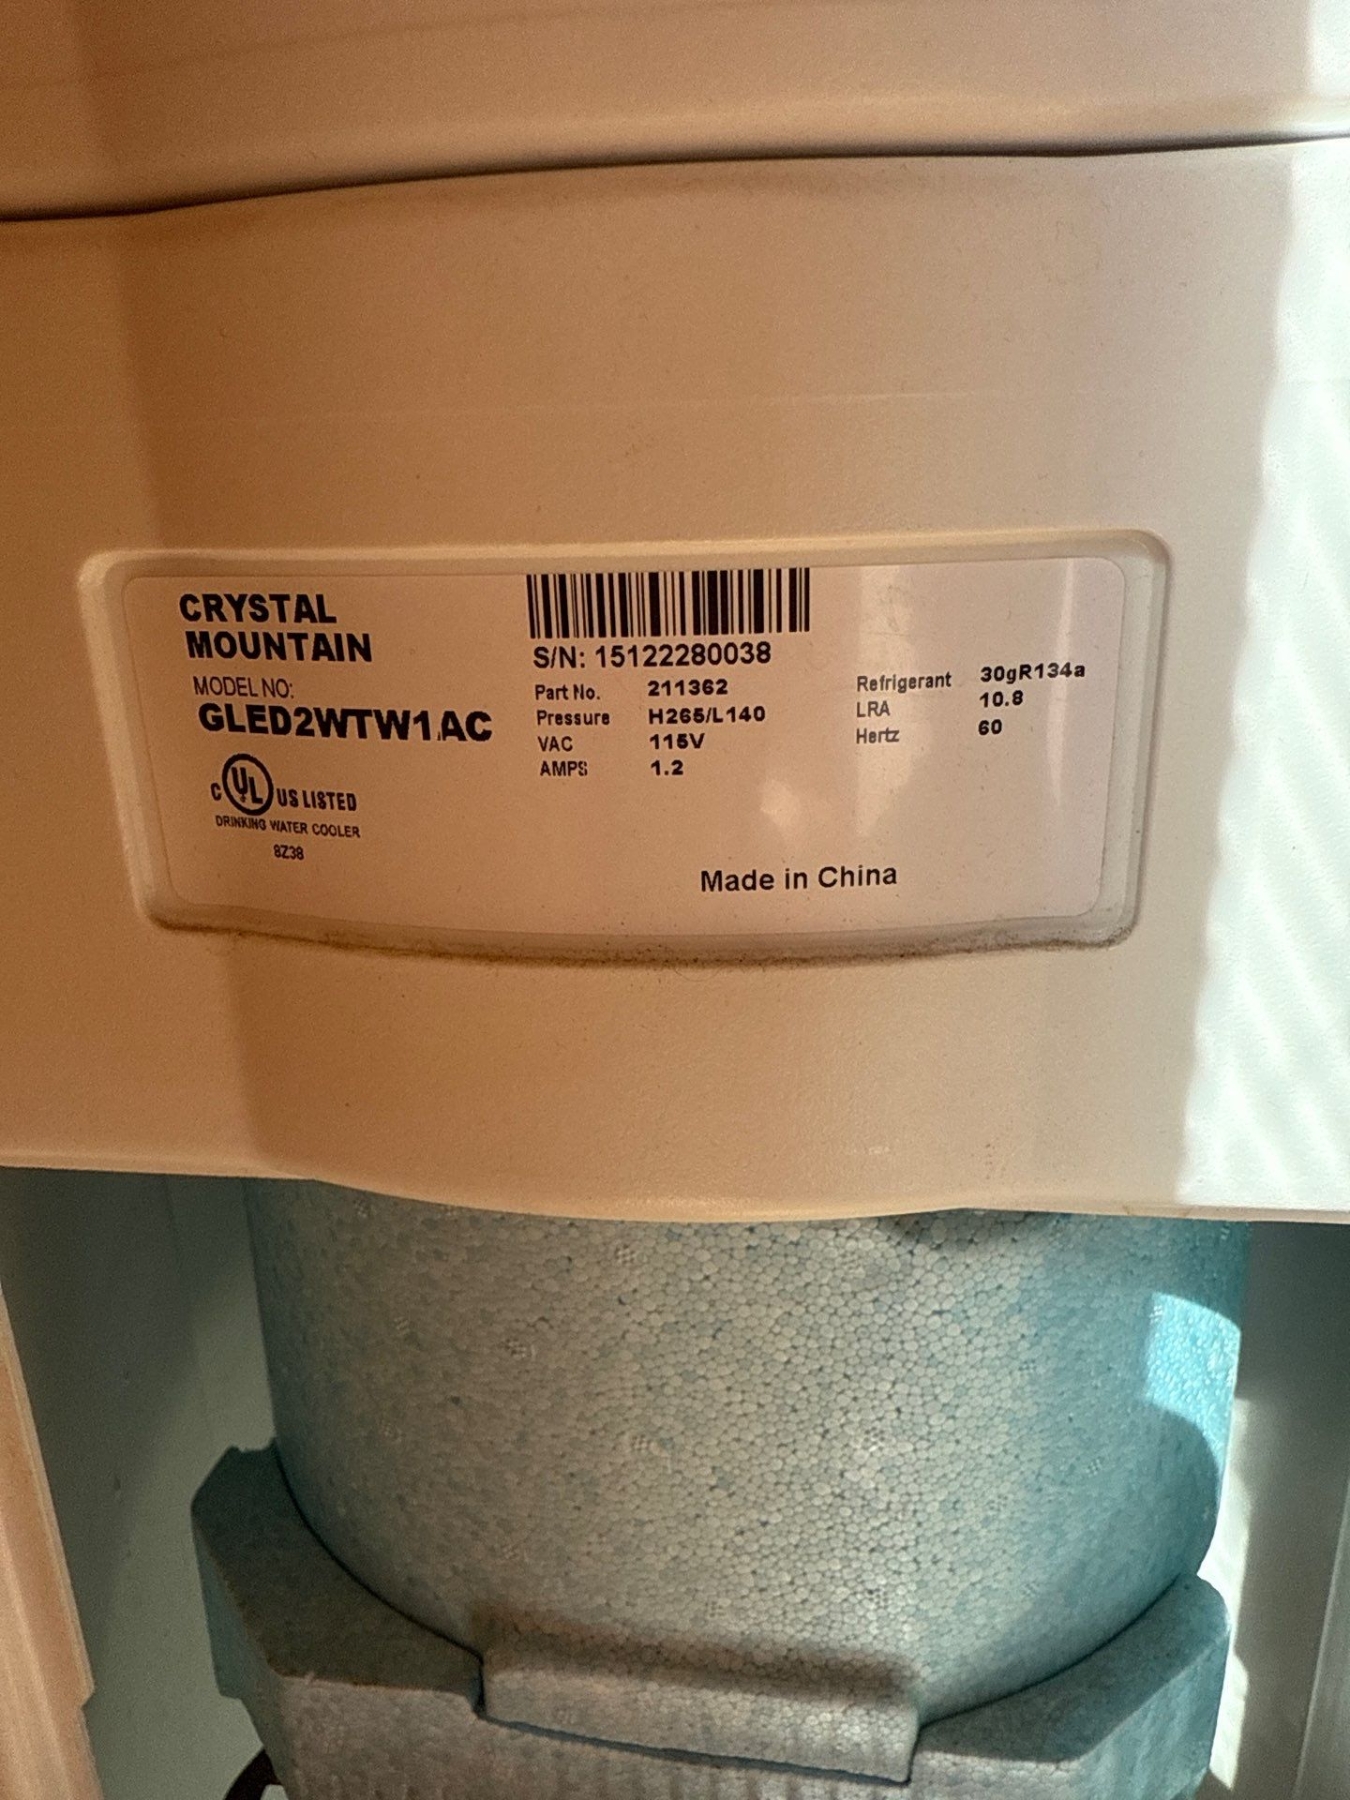 CRYSTAL
MOUNTAIN
MODEL NO:
GLED2WTW1AC
C UL US LISTED
DRINKING WATER COOLER
8Z38
S/N: 15122280038
Part No. 211362
Pressure H265/L140
VAC 115V
AMPS 1.2
Refrigerant 30gR134a
LRA 10.8
Hertz 60
Made in China